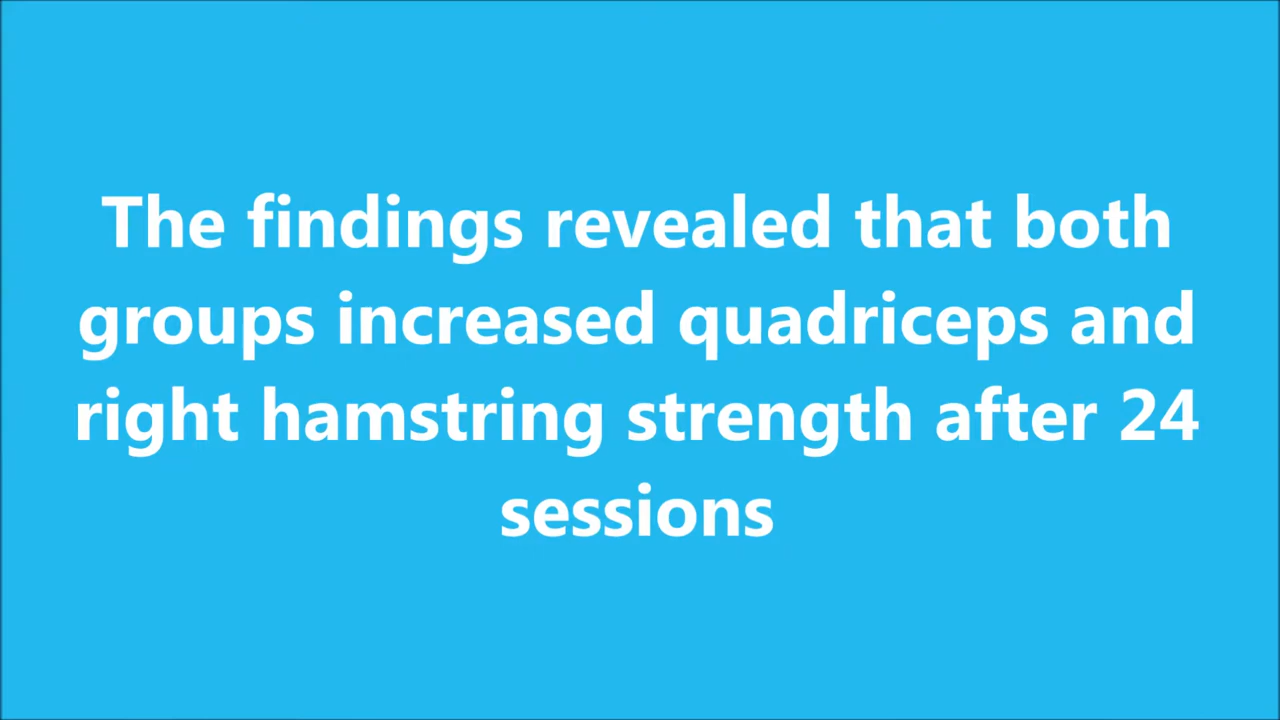 The findings revealed that both
groups increased quadriceps and
right hamstring strength after 24
sessions